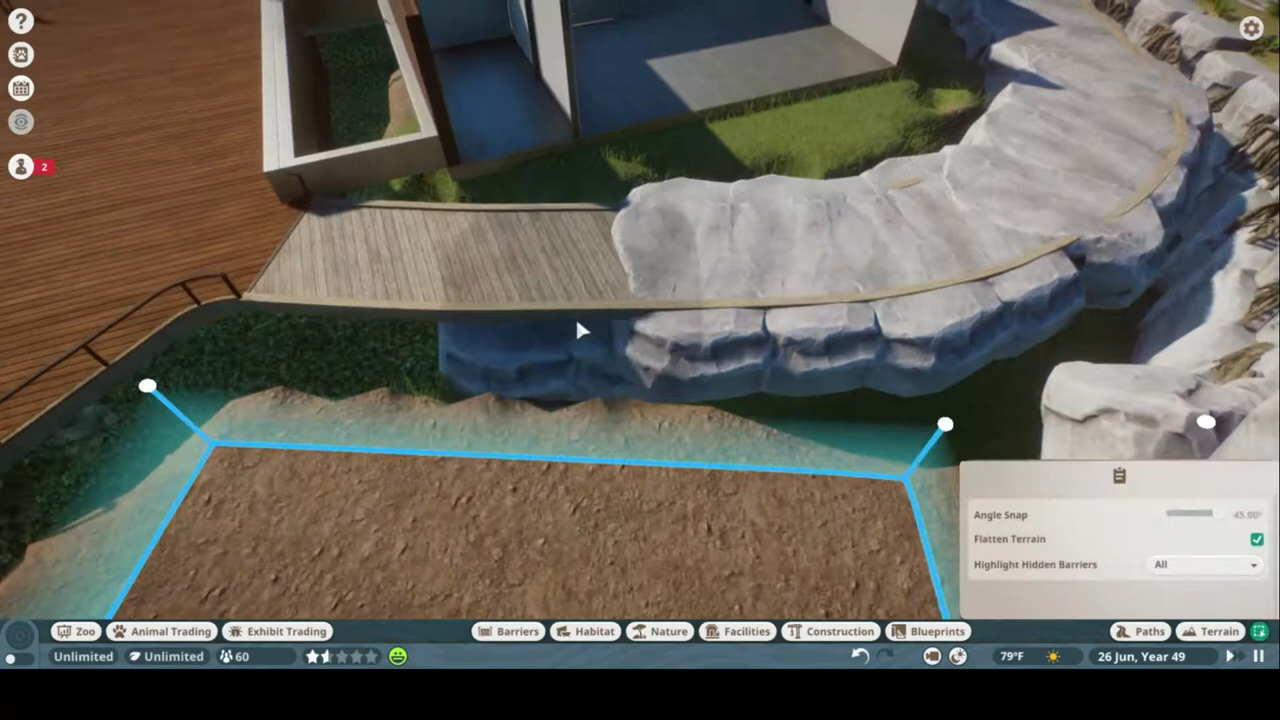 ?
2
Angle Snap 45.00°
Flatten Terrain
Highlight Hidden Barriers All
Zoo Animal Trading Exhibit Trading Barriers Habitat Nature Facilities Construction Blueprints Paths Terrain
Unlimited Unlimited 60 79°F 26 Jun, Year 49